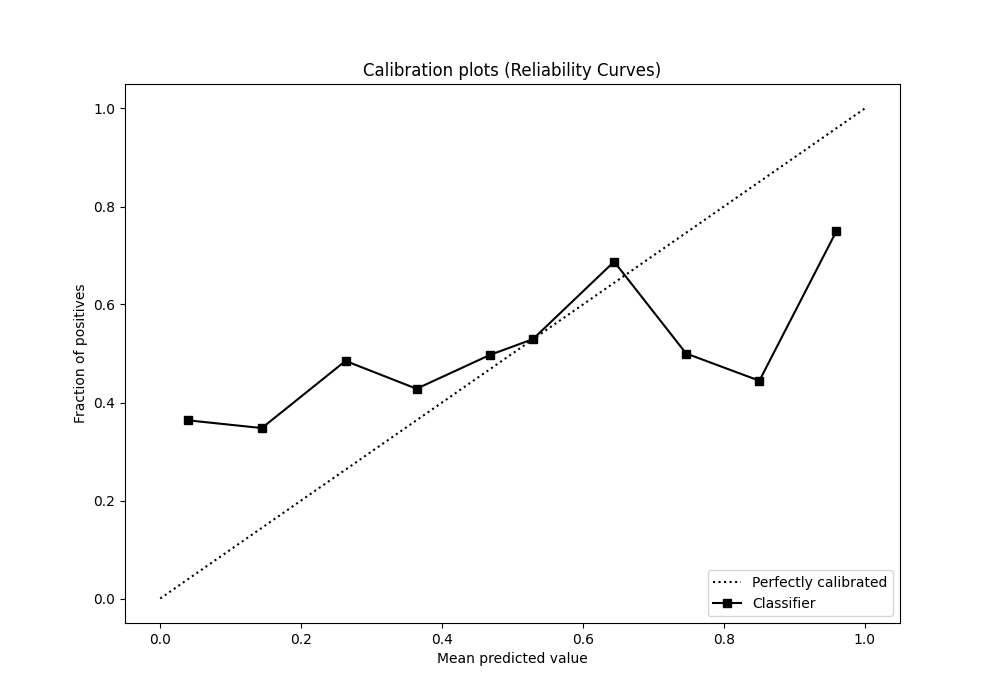 Calibration plots (Reliability Curves)
1.0
0.8
0.6
0.4
0.2
0.0
Fraction of positives
0.0 0.2 0.4 0.6 0.8 1.0
Mean predicted value
Perfectly calibrated
Classifier